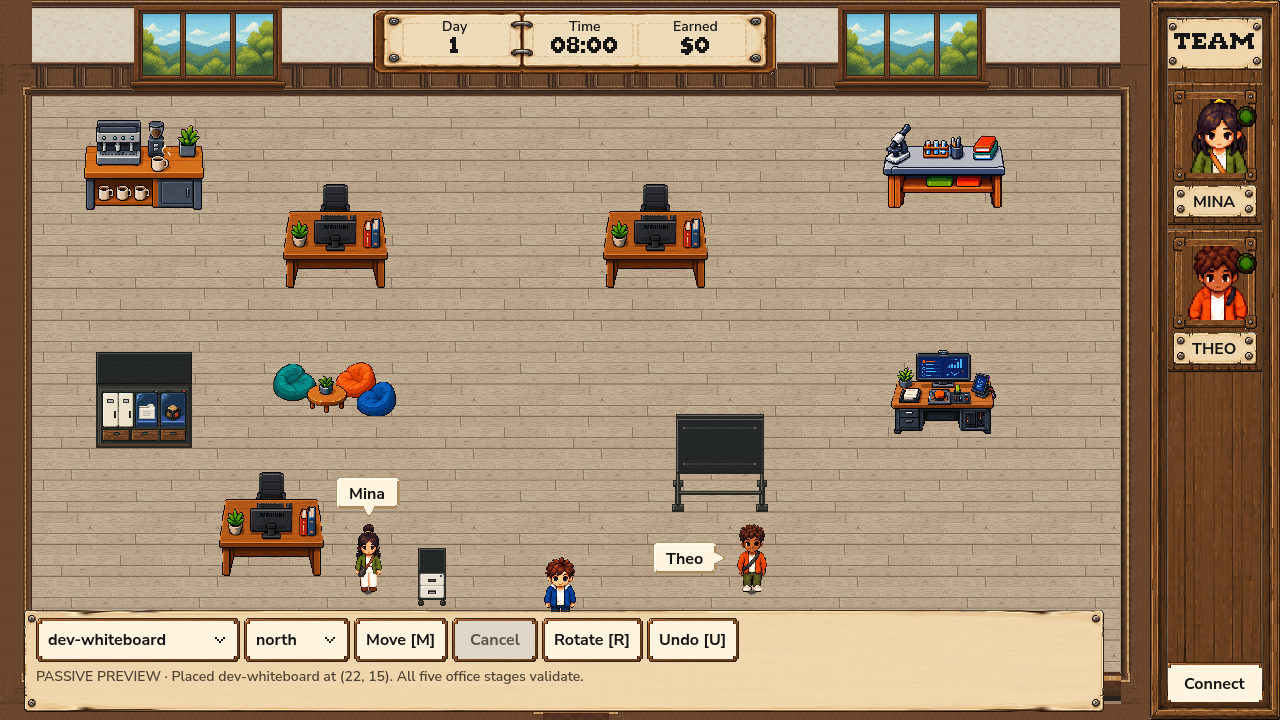 Day
1
Time
08:00
Earned
$0
TEAM
MINA
THEO
Mina
Theo
dev-whiteboard
north
Move [M]
Cancel
Rotate [R]
Undo [U]
PASSIVE PREVIEW · Placed dev-whiteboard at (22, 15). All five office stages validate.
Connect